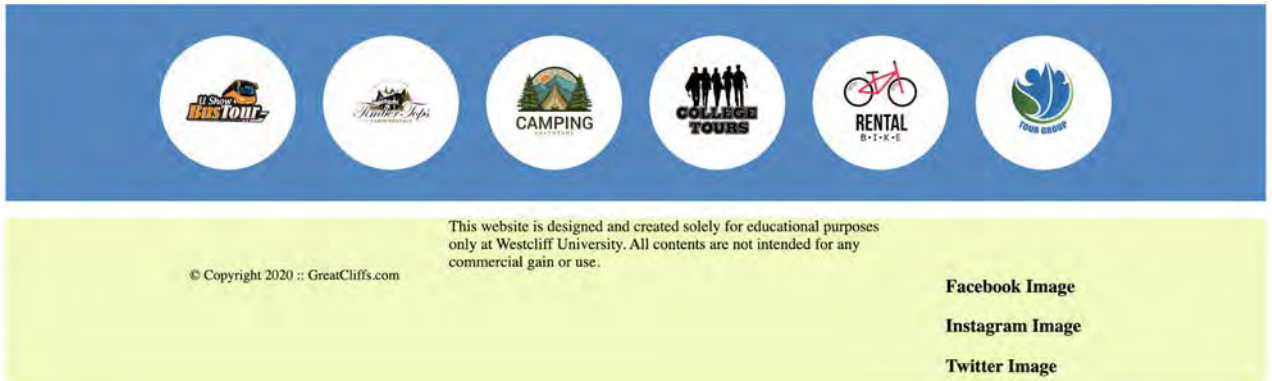 U Show
BusTour
Timber Tops
CAMPING
ADVENTURE
COLLEGE
TOURS
RENTAL
B•I•K•E
TOUR GROUP
This website is designed and created solely for educational purposes
only at Westcliff University. All contents are not intended for any
commercial gain or use.
© Copyright 2020 :: GreatCliffs.com
Facebook Image
Instagram Image
Twitter Image